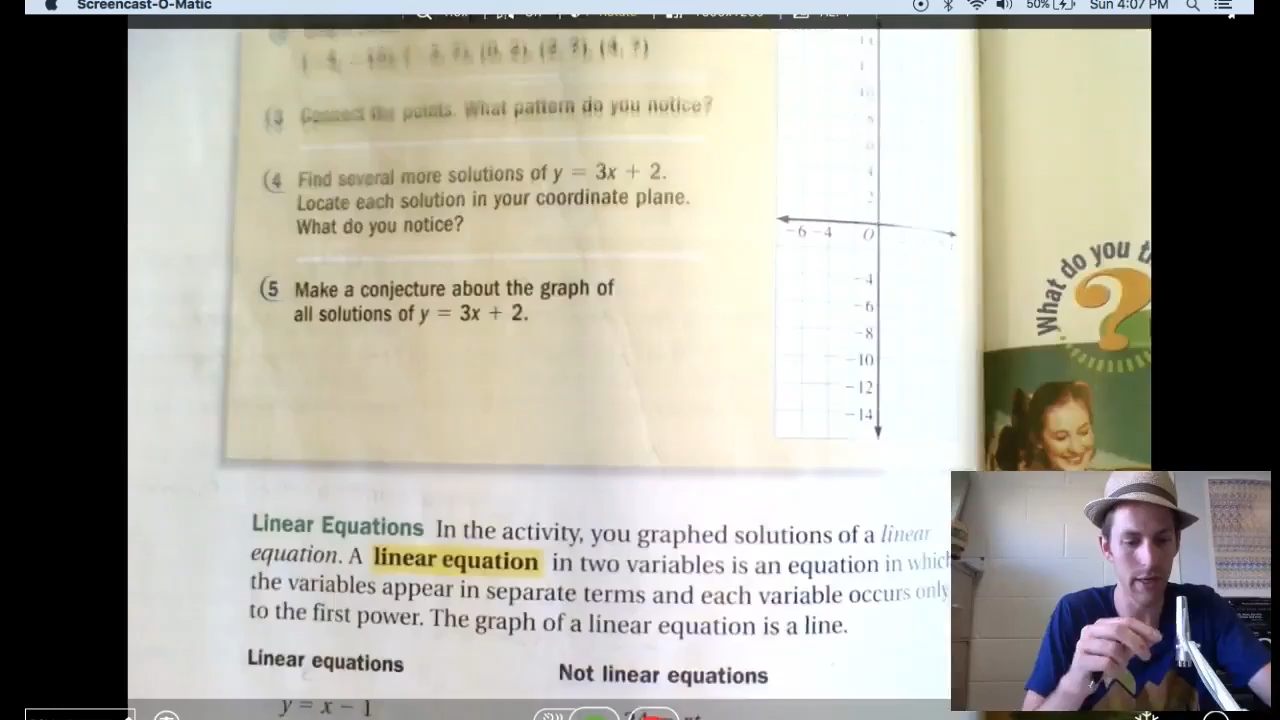 Screencast-O-Matic
50%
Sun 4:07 PM
(3 Connect the points. What pattern do you notice?
(4 Find several more solutions of y = 3x + 2.
Locate each solution in your coordinate plane.
What do you notice?
(5 Make a conjecture about the graph of
all solutions of y = 3x + 2.
2
-6 -4 O
-4
-6
-8
-10
-12
-14
What do you
?
Linear Equations In the activity, you graphed solutions of a linear
equation. A linear equation in two variables is an equation in which
the variables appear in separate terms and each variable occurs only
to the first power. The graph of a linear equation is a line.
Linear equations
Not linear equations
y = x − 1